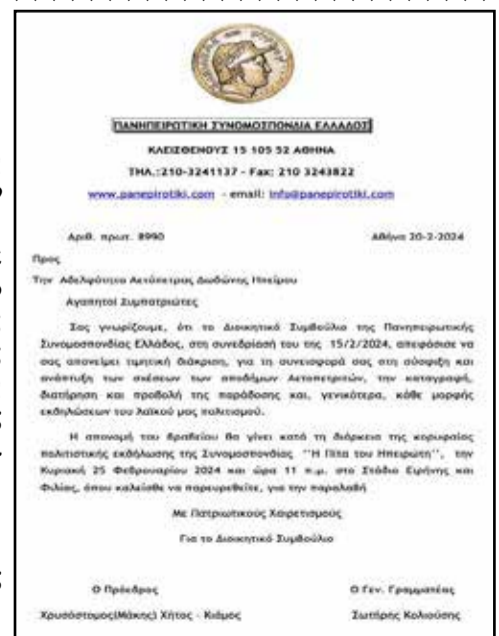 ΠΑΝΗΠΕΙΡΩΤΙΚΗ ΣΥΝΟΜΟΣΠΟΝΔΙΑ ΕΛΛΑΔΟΣ
ΚΛΕΙΣΘΕΝΟΥΣ 15 105 52 ΑΘΗΝΑ
ΤΗΛ.:210-3241137 - Fax: 210 3243822
www.panepirotiki.com - email: info@panepirotiki.com
Αριθ. πρωτ. 8990 Αθήνα 20-2-2024
Προς
Την Αδελφότητα Αετόπετρας Δωδώνης Ηπείρου
Αγαπητοί Συμπατριώτες
Σας γνωρίζουμε, ότι το Διοικητικό Συμβούλιο της Πανηπειρωτικής
Συνομοσπονδίας Ελλάδος, στη συνεδρίασή του της 15/2/2024, απεφάσισε να
σας απονείμει τιμητική διάκριση, για τη συνεισφορά σας στη σύσφιξη και
ανάπτυξη των σχέσεων των αποδήμων Αετοπετριτών, την καταγραφή,
διατήρηση και προβολή της παράδοσης και, γενικότερα, κάθε μορφής
εκδηλώσεων του λαϊκού μας πολιτισμού.
Η απονομή του βραβείου θα γίνει κατά τη διάρκεια της κορυφαίας
πολιτιστικής εκδήλωσης της Συνομοσπονδίας ''Η Πίτα του Ηπειρώτη'', την
Κυριακή 25 Φεβρουαρίου 2024 και ώρα 11 π.μ. στο Στάδιο Ειρήνης και
Φιλίας, όπου καλείσθε να παρευρεθείτε, για την παραλαβή
Με Πατριωτικούς Χαιρετισμούς
Για το Διοικητικό Συμβούλιο
Ο Πρόεδρος Ο Γεν. Γραμματέας
Χρυσόστομος(Μάκης) Χήτας - Κιάμος Σωτήρης Κολιούσης